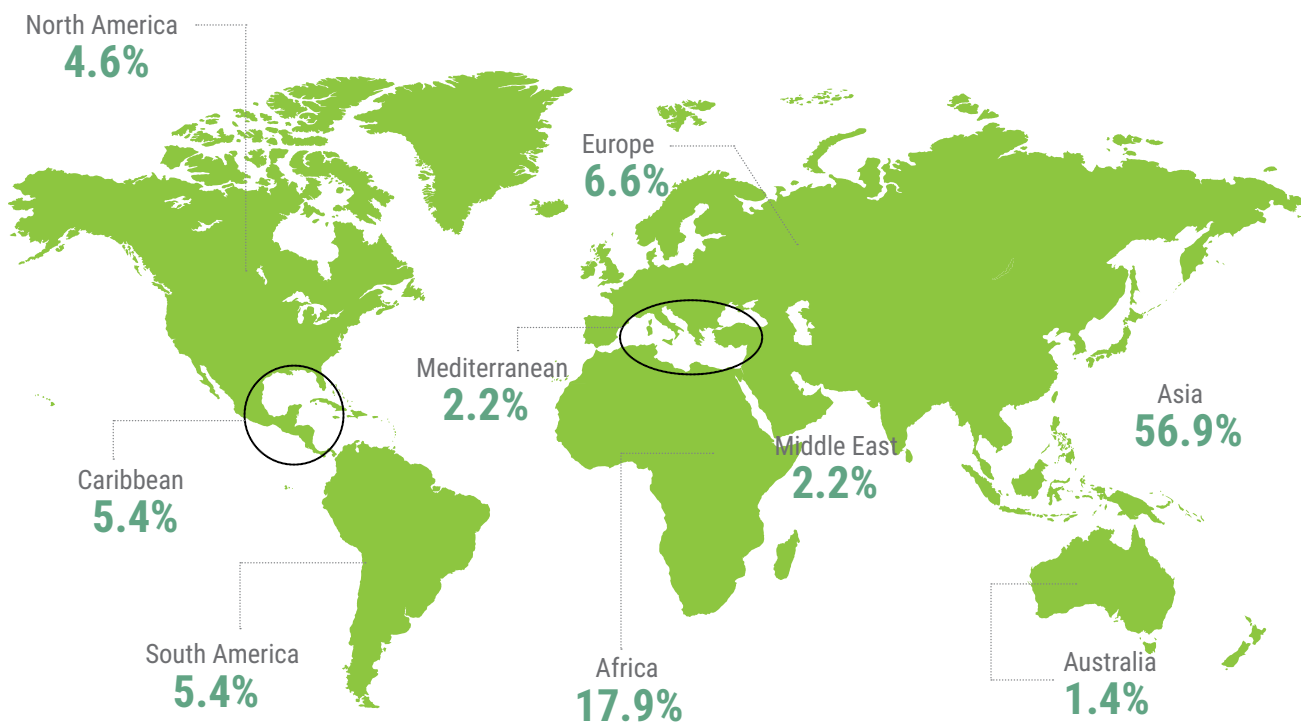 North America
4.6%
Europe
6.6%
Mediterranean
2.2%
Asia
56.9%
Middle East
2.2%
Caribbean
5.4%
South America
5.4%
Africa
17.9%
Australia
1.4%